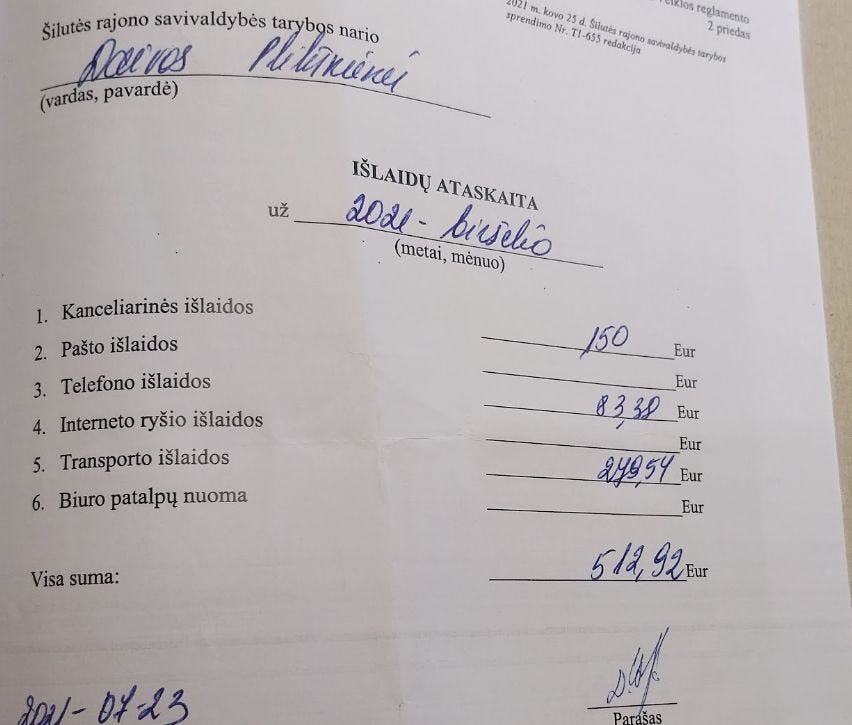 eiklos reglamento
2 priedas
2021 m. kovo 25 d. Šilutės rajono savivaldybės tarybos
sprendimo Nr. T1-655 redakcija
Šilutės rajono savivaldybės tarybos nario
Daivos
(vardas, pavardė)
IŠLAIDŲ ATASKAITA
už 2021- birželio
(metai, mėnuo)
1. Kanceliarinės išlaidos 150 Eur
2. Pašto išlaidos Eur
3. Telefono išlaidos 83,38 Eur
4. Interneto ryšio išlaidos Eur
5. Transporto išlaidos 279,54 Eur
6. Biuro patalpų nuoma Eur
Visa suma: 512,92 Eur
2021-07-23
Parašas